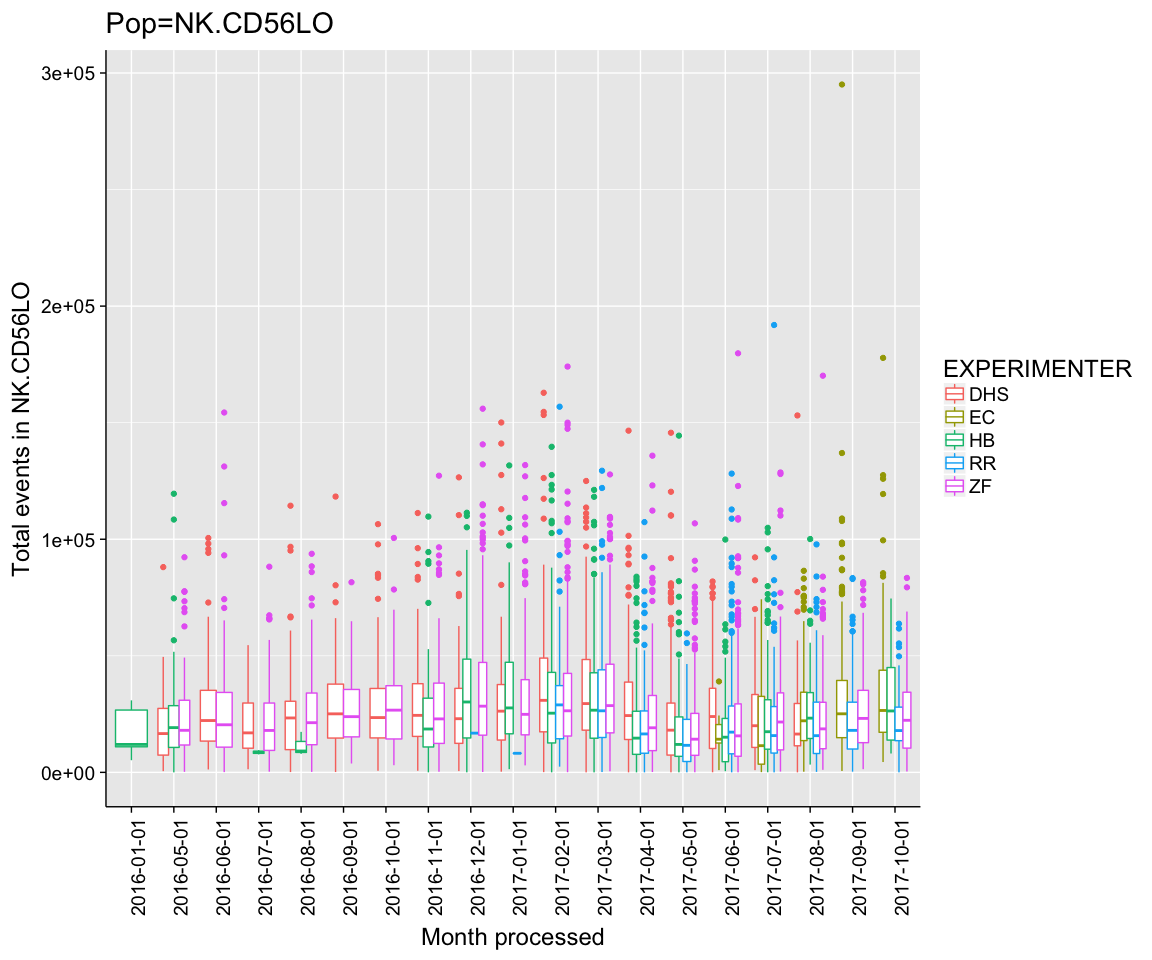 Pop=NK.CD56LO
3e+05
2e+05
1e+05
0e+00
Total events in NK.CD56LO
2016-01-01
2016-05-01
2016-06-01
2016-07-01
2016-08-01
2016-09-01
2016-10-01
2016-11-01
2016-12-01
2017-01-01
2017-02-01
2017-03-01
2017-04-01
2017-05-01
2017-06-01
2017-07-01
2017-08-01
2017-09-01
2017-10-01
Month processed
EXPERIMENTER
DHS
EC
HB
RR
ZF